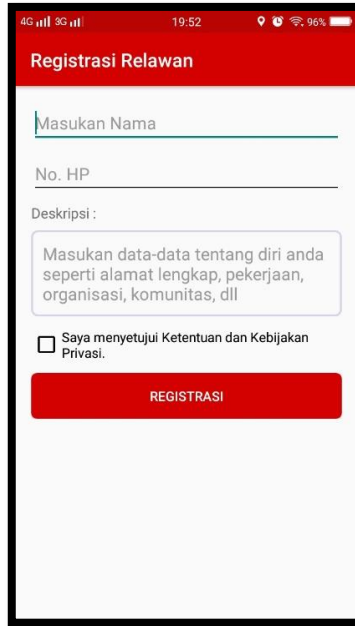 4G 3G 19:52 96%
Registrasi Relawan
Masukan Nama
No. HP
Deskripsi :
Masukan data-data tentang diri anda
seperti alamat lengkap, pekerjaan,
organisasi, komunitas, dll
Saya menyetujui Ketentuan dan Kebijakan
Privasi.
REGISTRASI